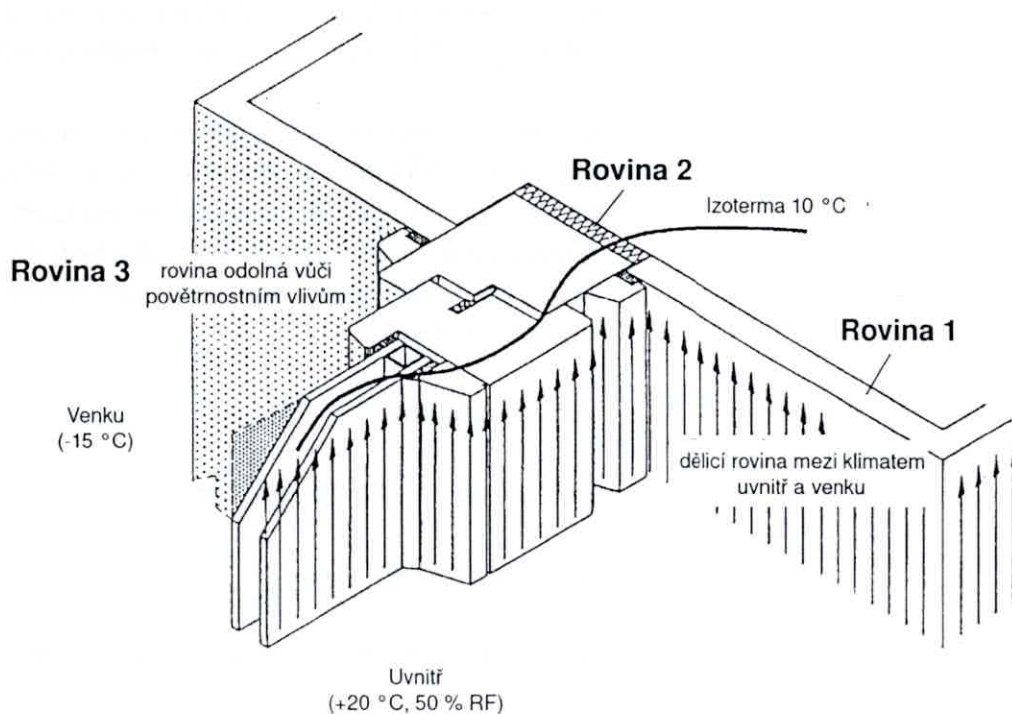 Rovina 2
Izoterma 10 °C
Rovina 3
rovina odolná vůči
povětrnostním vlivům
Rovina 1
Venku
(-15 °C)
dělicí rovina mezi klimatem
uvnitř a venku
Uvnitř
(+20 °C, 50 % RF)